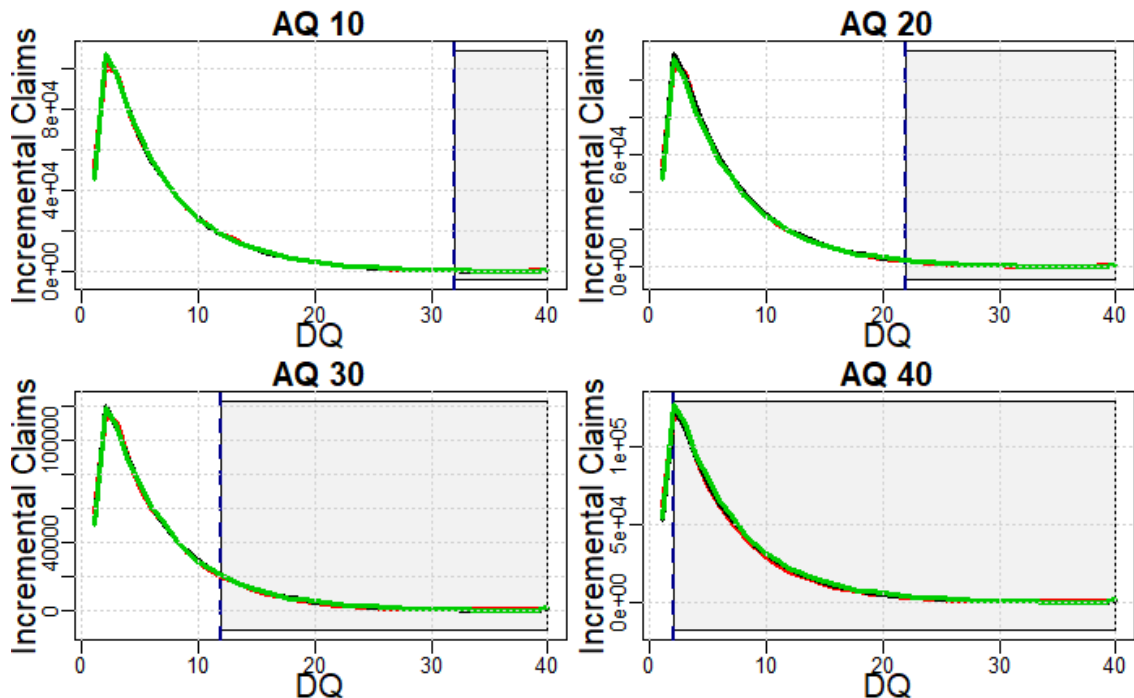 AQ 10
Incremental Claims
0e+00 4e+04 8e+04
0 10 20 30 40
DQ
AQ 20
Incremental Claims
0e+00 6e+04
0 10 20 30 40
DQ
AQ 30
Incremental Claims
0 40000 100000
0 10 20 30 40
DQ
AQ 40
Incremental Claims
0e+00 5e+04 1e+05
0 10 20 30 40
DQ